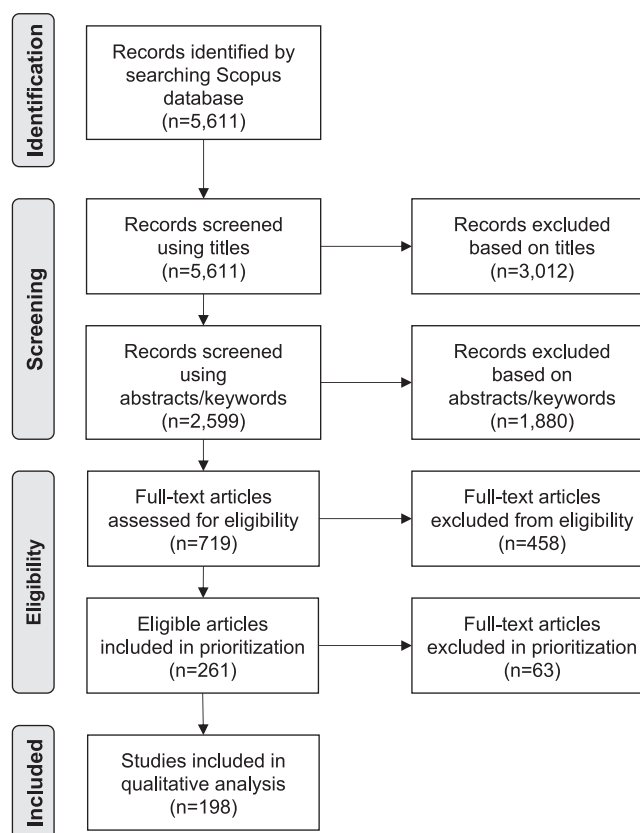 Identification
Records identified by
searching Scopus
database
(n=5,611)
Screening
Records screened
using titles
(n=5,611)
Records excluded
based on titles
(n=3,012)
Records screened
using
abstracts/keywords
(n=2,599)
Records excluded
based on
abstracts/keywords
(n=1,880)
Eligibility
Full-text articles
assessed for eligibility
(n=719)
Full-text articles
excluded from eligibility
(n=458)
Eligible articles
included in prioritization
(n=261)
Full-text articles
excluded in prioritization
(n=63)
Included
Studies included in
qualitative analysis
(n=198)